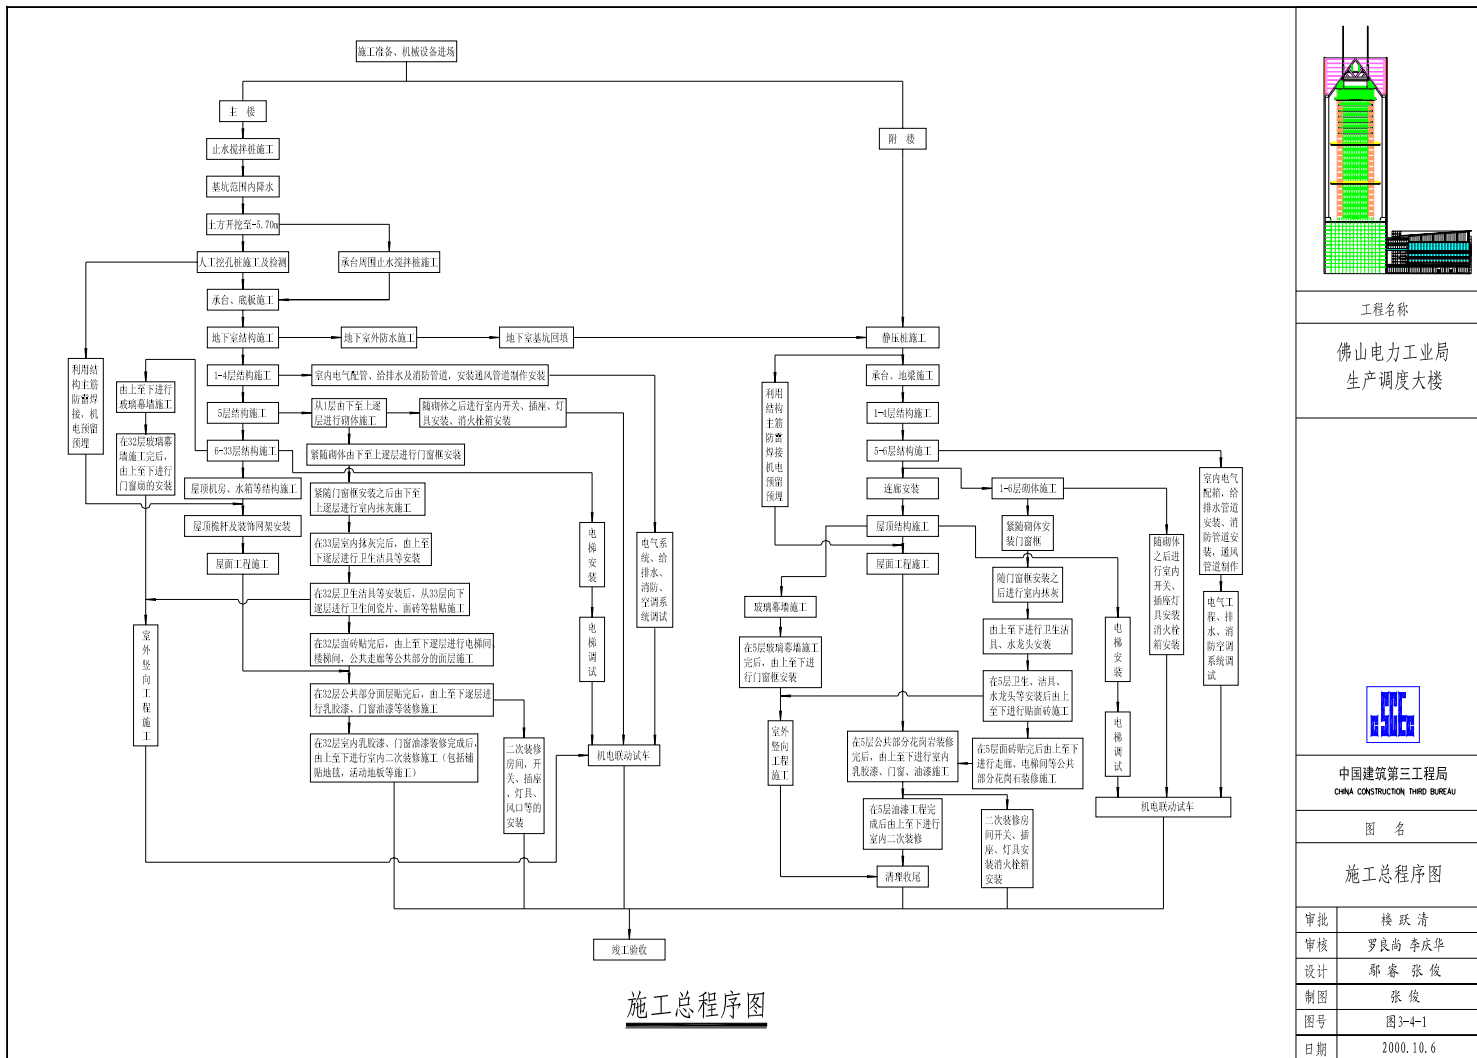 施工准备、机械设备进场
主 楼
附 楼
止水搅拌桩施工
基坑范围内降水
土方开挖至-5.70m
人工挖孔桩施工及检测
承台周围止水搅拌桩施工
承台、底板施工
地下室结构施工
地下室外防水施工
地下室基坑回填
静压桩施工
利用结
构主筋
防雷焊
接，机
电预留
预埋
由上至下进行
玻璃幕墙施工
在32层玻璃幕
墙施工完后，
由上至下进行
门窗扇的安装
1-4层结构施工
室内电气配管、给排水及消防管道，安装通风管道制作安装
5层结构施工
从1层由下至上逐
层进行砌体施工
随砌体之后进行室内开关、插座、灯
具安装、消火栓箱安装
6-33层结构施工
紧随砌体由下至上逐层进行门窗框安装
屋顶机房、水箱等结构施工
紧随门窗框安装之后由下至
上逐层进行室内抹灰施工
屋顶桅杆及装饰网架安装
在33层室内抹灰完后，由上至
下逐层进行卫生洁具等安装
屋面工程施工
在32层卫生洁具等安装后，从33层向下
逐层进行卫生间瓷片、面砖等粘贴施工
在32层面砖贴完后，由上至下逐层进行电梯间、
楼梯间，公共走廊等公共部分的面层施工
在32层公共部分面层贴完后，由上至下逐层进
行乳胶漆、门窗油漆等装修施工
在32层室内乳胶漆、门窗油漆装修完成后，
由上至下进行室内二次装修施工（包括铺
贴地毯，活动地板等施工）
室外竖向工程施工
二次装修
房间，开
关、插座
、灯具、
风口等的
安装
电梯安装
电梯调试
电气系
统、给
排水、
消防、
空调系
统调试
机电联动试车
利用
结构
主筋
防雷
焊接
机电
预留
预埋
承台、地梁施工
1-4层结构施工
5-6层结构施工
连廊安装
屋顶结构施工
屋面工程施工
1-6层砌体施工
紧随砌体安
装门窗框
随门窗框安装之
后进行室内抹灰
由上至下进行卫生洁
具、水龙头安装
在5层卫生、洁具、
水龙头等安装后由上
至下进行贴面砖施工
在5层面砖贴完后由上至下
进行走廊、电梯间等公共
部分花岗石装修施工
玻璃幕墙施工
在5层玻璃幕墙施工
完后，由上至下进
行门窗框安装
室外
竖向
工程
施工
在5层公共部分花岗岩装修
完后，由上至下进行室内
乳胶漆、门窗、油漆施工
在5层油漆工程完
成后由上至下进行
室内二次装修
二次装修房
间开关、插
座、灯具安
装消火栓箱
安装
清理收尾
电梯安装
电梯调试
随砌体
之后进
行室内
开关、
插座灯
具安装
消火栓
箱安装
室内电气
配箱，给
排水管道
安装、消
防管道安
装，通风
管道制作
电气工
程、排
水、消
防空调
系统调
试
机电联动试车
竣工验收
施工总程序图
工程名称
佛山电力工业局
生产调度大楼
中国建筑第三工程局
CHINA CONSTRUCTION THIRD BUREAU
图 名
施工总程序图
审批 楼 跃 清
审核 罗良尚 李庆华
设计 鄢 睿 张 俊
制图 张 俊
图号 图3-4-1
日期 2000.10.6